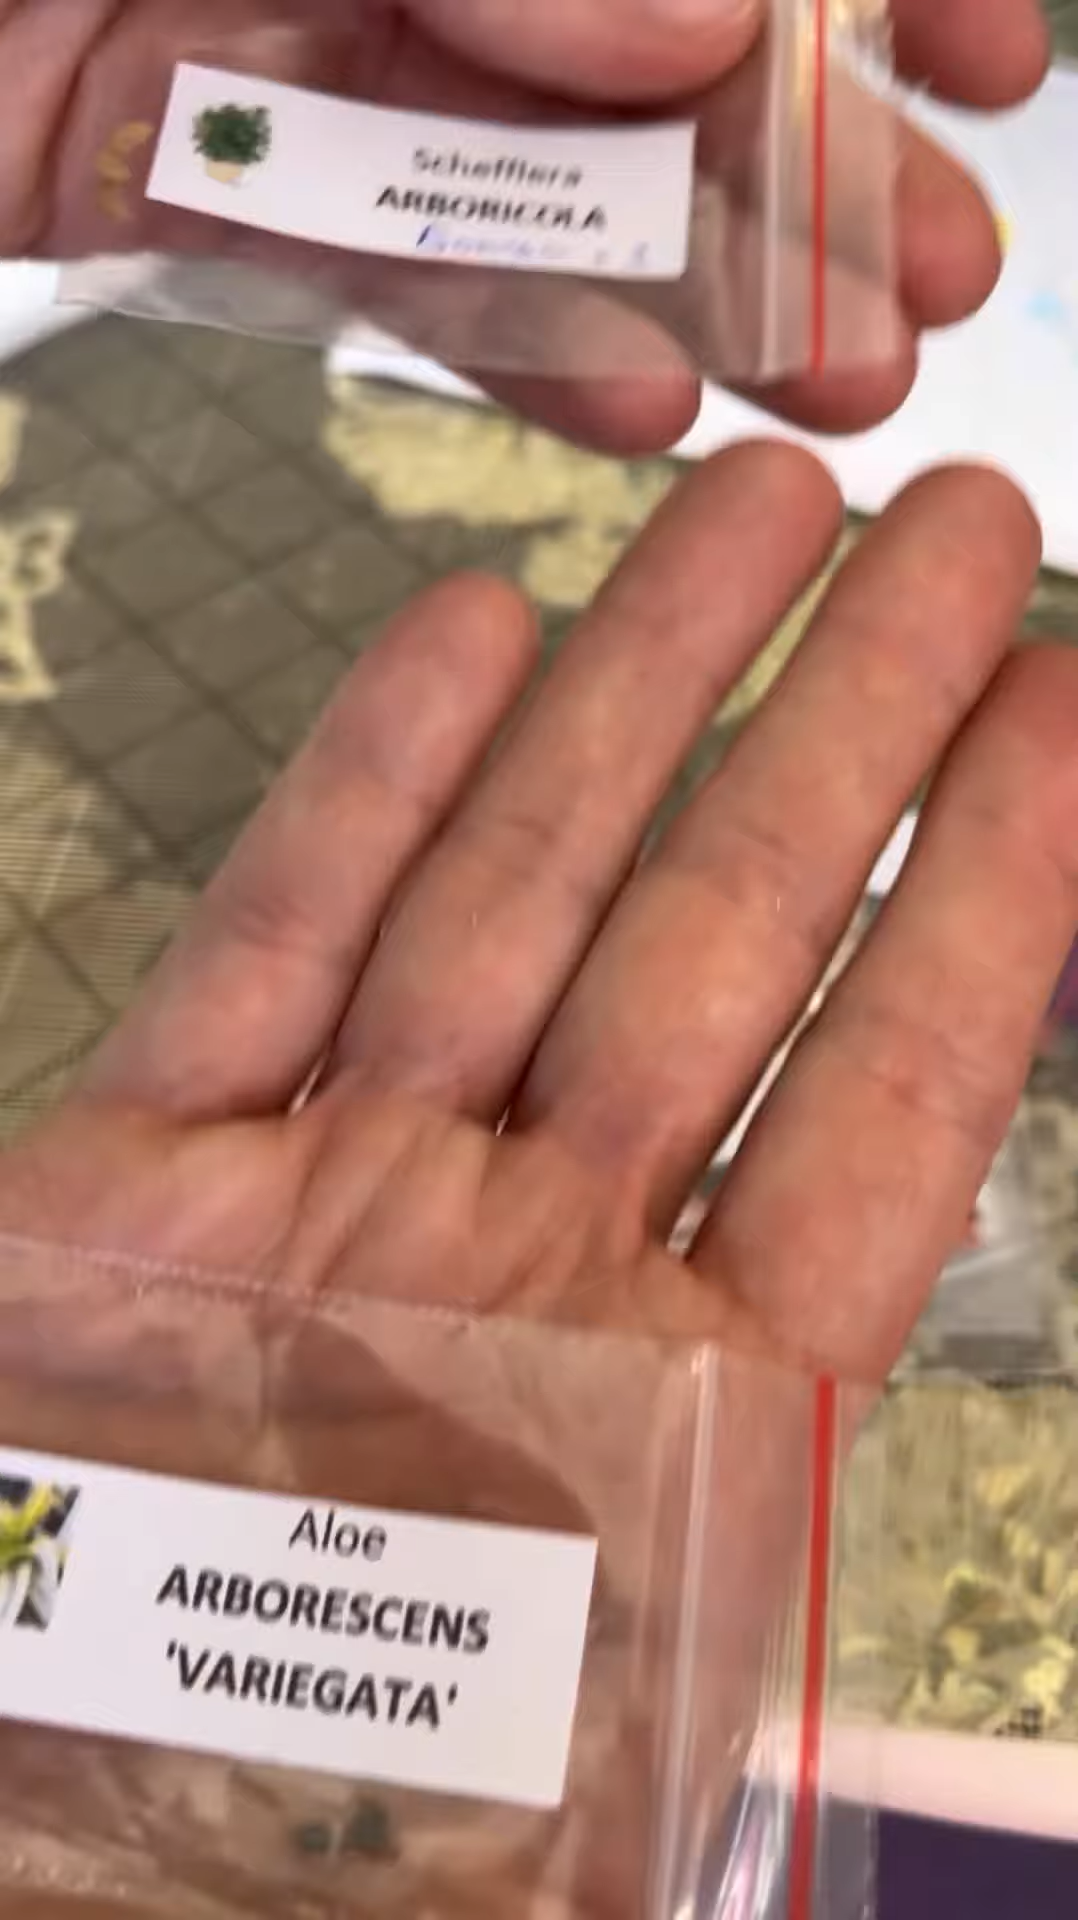 Schefflera
ARBORICOLA
Aloe
ARBORESCENS
'VARIEGATA'